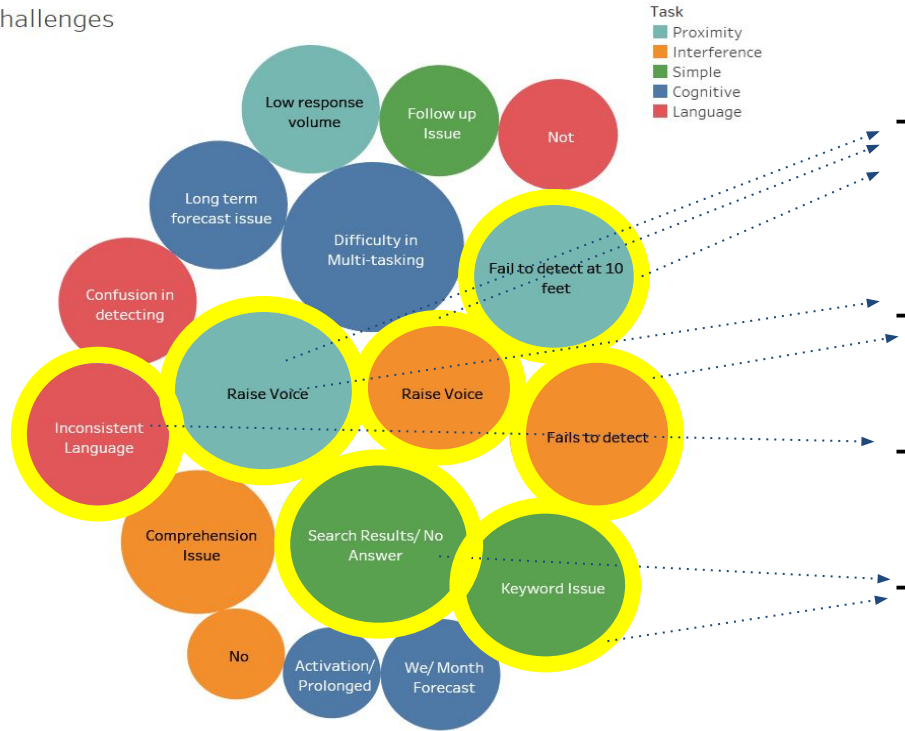 hallenges
Task
Proximity
Interference
Simple
Cognitive
Language
Low response
volume
Follow up
Issue
Not
Long term
forecast issue
Difficulty in
Multi-tasking
Fail to detect at 10
feet
Confusion in
detecting
Raise Voice
Raise Voice
Inconsistent
Language
Fails to detect
Comprehension
Issue
Search Results/ No
Answer
Keyword Issue
No
Activation/
Prolonged
We/ Month
Forecast